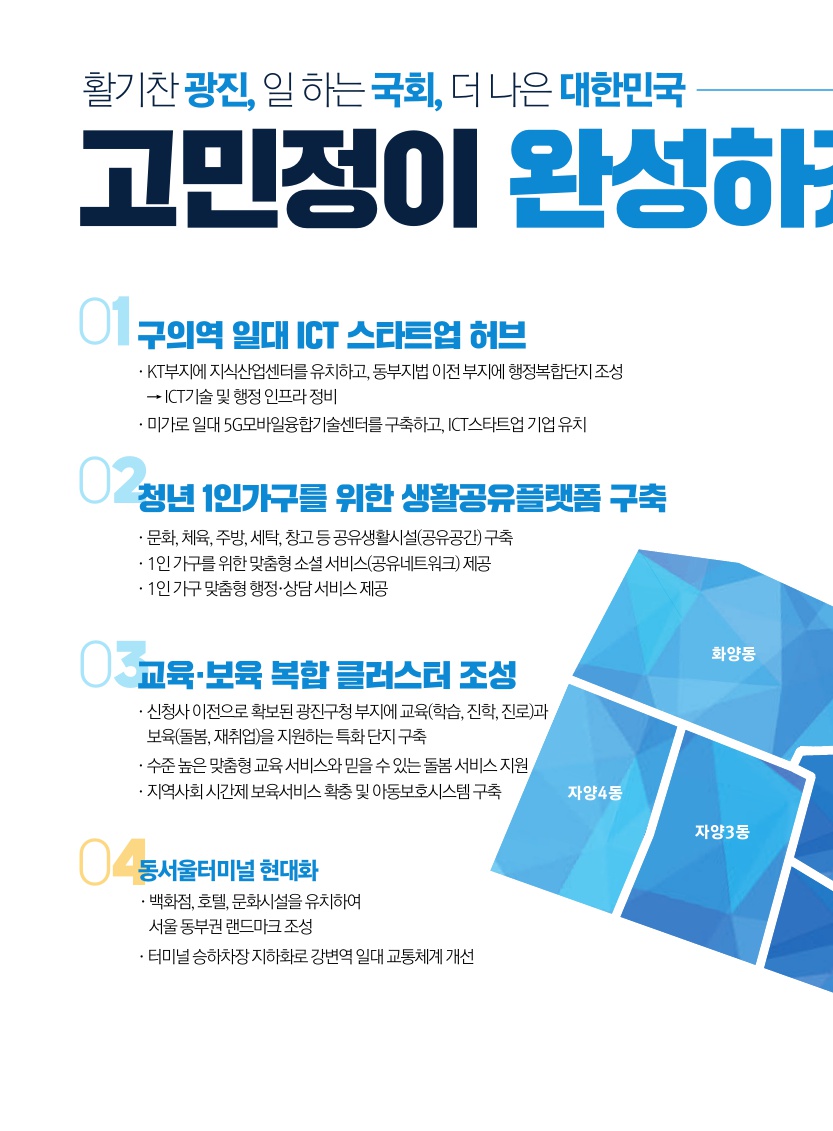 활기찬 광진, 일 하는 국회, 더 나은 대한민국
고민정이 완성하
01 구의역 일대 ICT 스타트업 허브
· KT부지에 지식산업센터를 유치하고, 동부지법 이전 부지에 행정복합단지 조성
→ ICT기술 및 행정 인프라 정비
· 미가로 일대 5G모바일융합기술센터를 구축하고, ICT스타트업 기업 유치
02 청년 1인가구를 위한 생활공유플랫폼 구축
· 문화, 체육, 주방, 세탁, 창고 등 공유생활시설(공유공간) 구축
· 1인 가구를 위한 맞춤형 소셜 서비스(공유네트워크) 제공
· 1인 가구 맞춤형 행정·상담 서비스 제공
화양동
03 교육·보육 복합 클러스터 조성
· 신청사 이전으로 확보된 광진구청 부지에 교육(학습, 진학, 진로)과
보육(돌봄, 재취업)을 지원하는 특화 단지 구축
· 수준 높은 맞춤형 교육 서비스와 믿을 수 있는 돌봄 서비스 지원
· 지역사회 시간제 보육서비스 확충 및 아동보호시스템 구축
자양4동
자양3동
04 동서울터미널 현대화
· 백화점, 호텔, 문화시설을 유치하여
서울 동부권 랜드마크 조성
· 터미널 승하차장 지하화로 강변역 일대 교통체계 개선